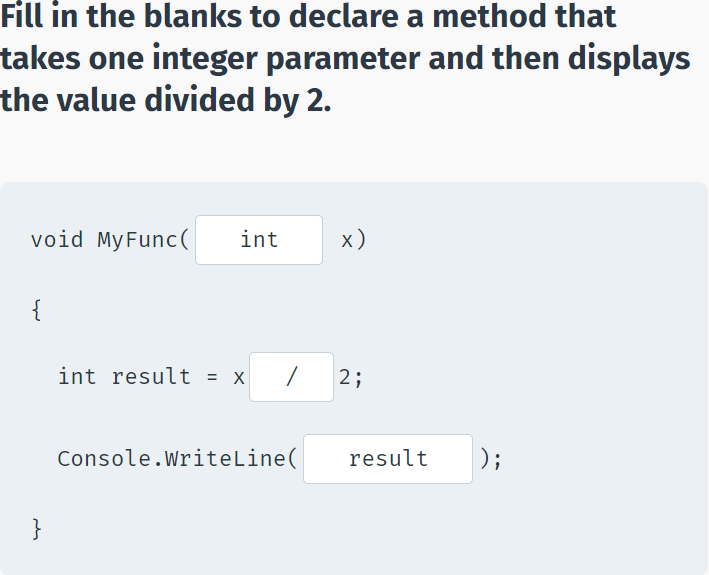 Fill in the blanks to declare a method that
takes one integer parameter and then displays
the value divided by 2.
void MyFunc( int x)
{
int result = x / 2;
Console.WriteLine( result );
}